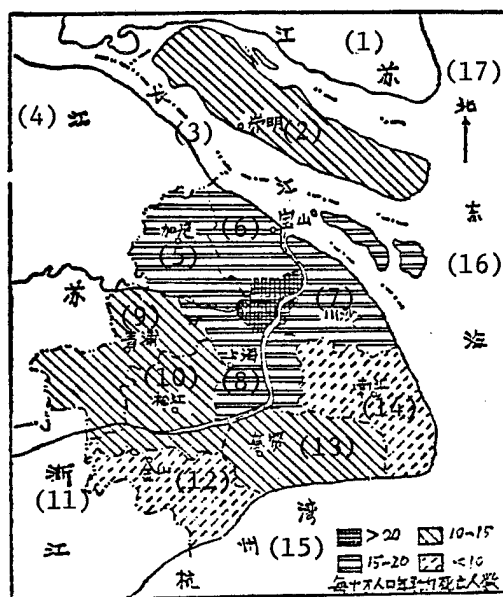 江 (1)
苏 (17)
北
(4) 江
长 (3)
崇明 (2)
江
宝山
东
(6)
(5)
(16)
苏
(7)
川沙
海
(9)
青浦
上海
(8)
(10)
松江
南汇
(14)
奉贤 (13)
浙
(11)
金山 (12)
湾
州 (15)
江
杭
>20 10-15
15-20 <10
每十万人口年平均死亡人数